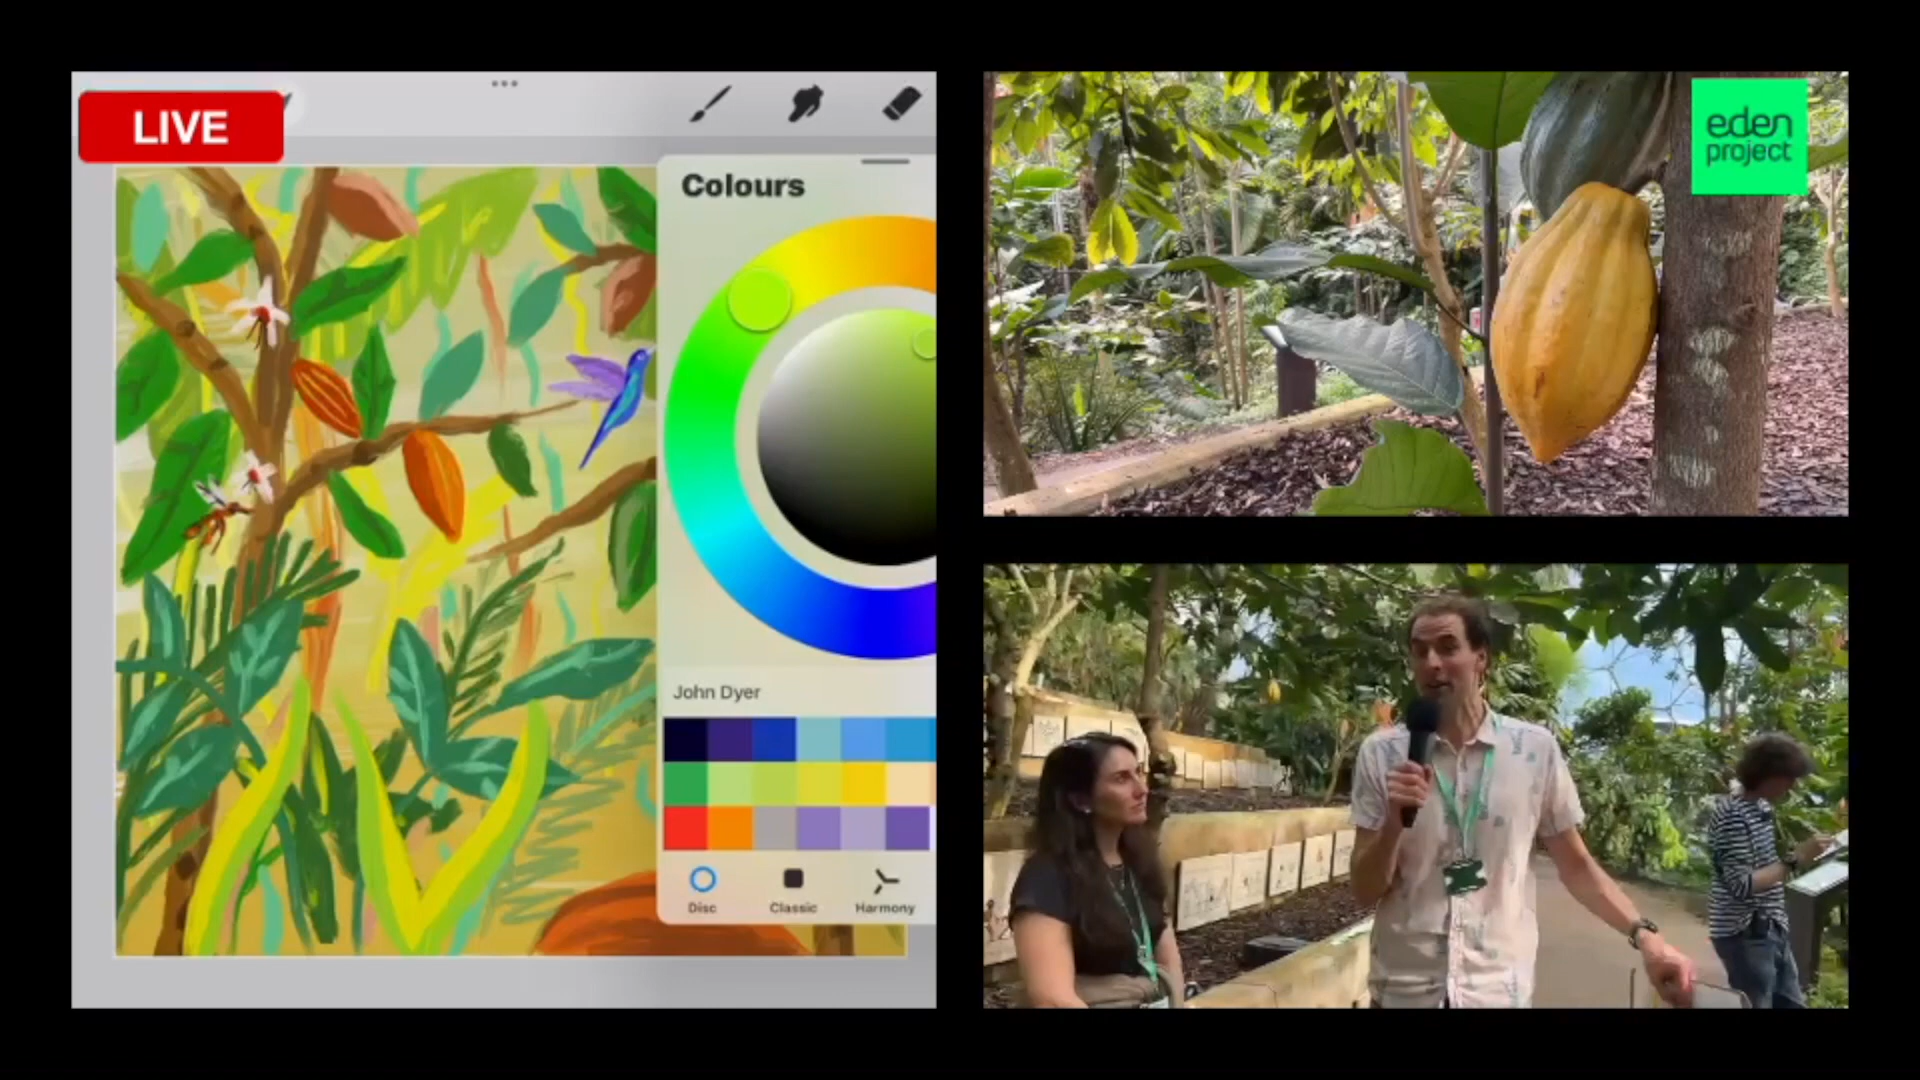 LIVE
Colours
John Dyer
Disc
Classic
Harmony
eden
project